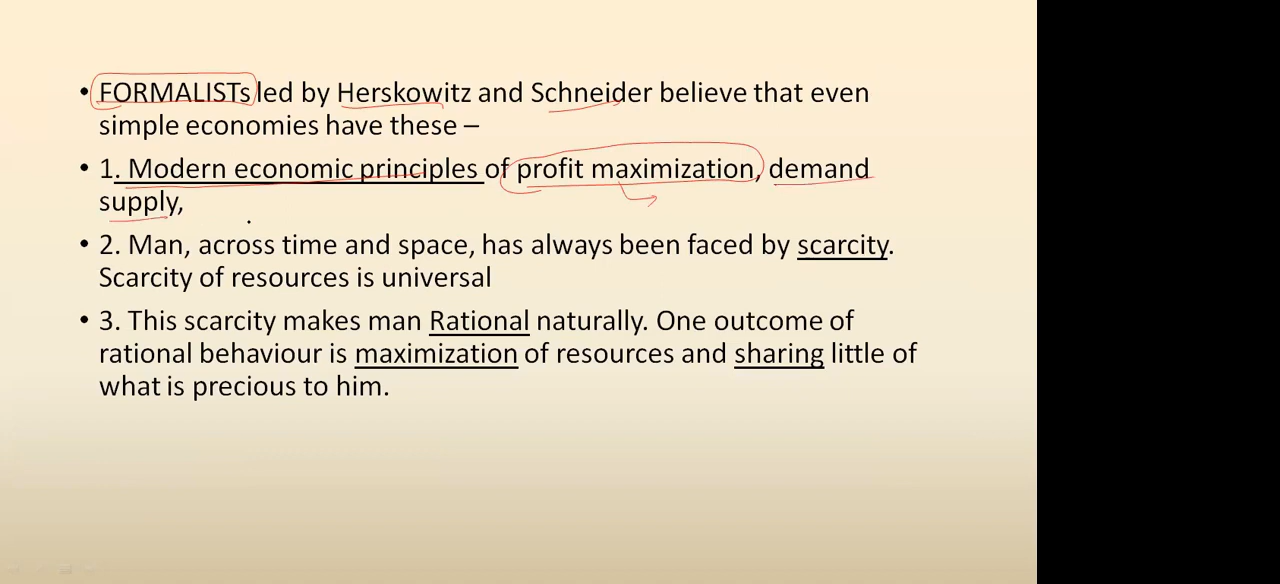 • FORMALISTs led by Herskowitz and Schneider believe that even
simple economies have these –
• 1. Modern economic principles of profit maximization, demand
supply,
• 2. Man, across time and space, has always been faced by scarcity.
Scarcity of resources is universal
• 3. This scarcity makes man Rational naturally. One outcome of
rational behaviour is maximization of resources and sharing little of
what is precious to him.